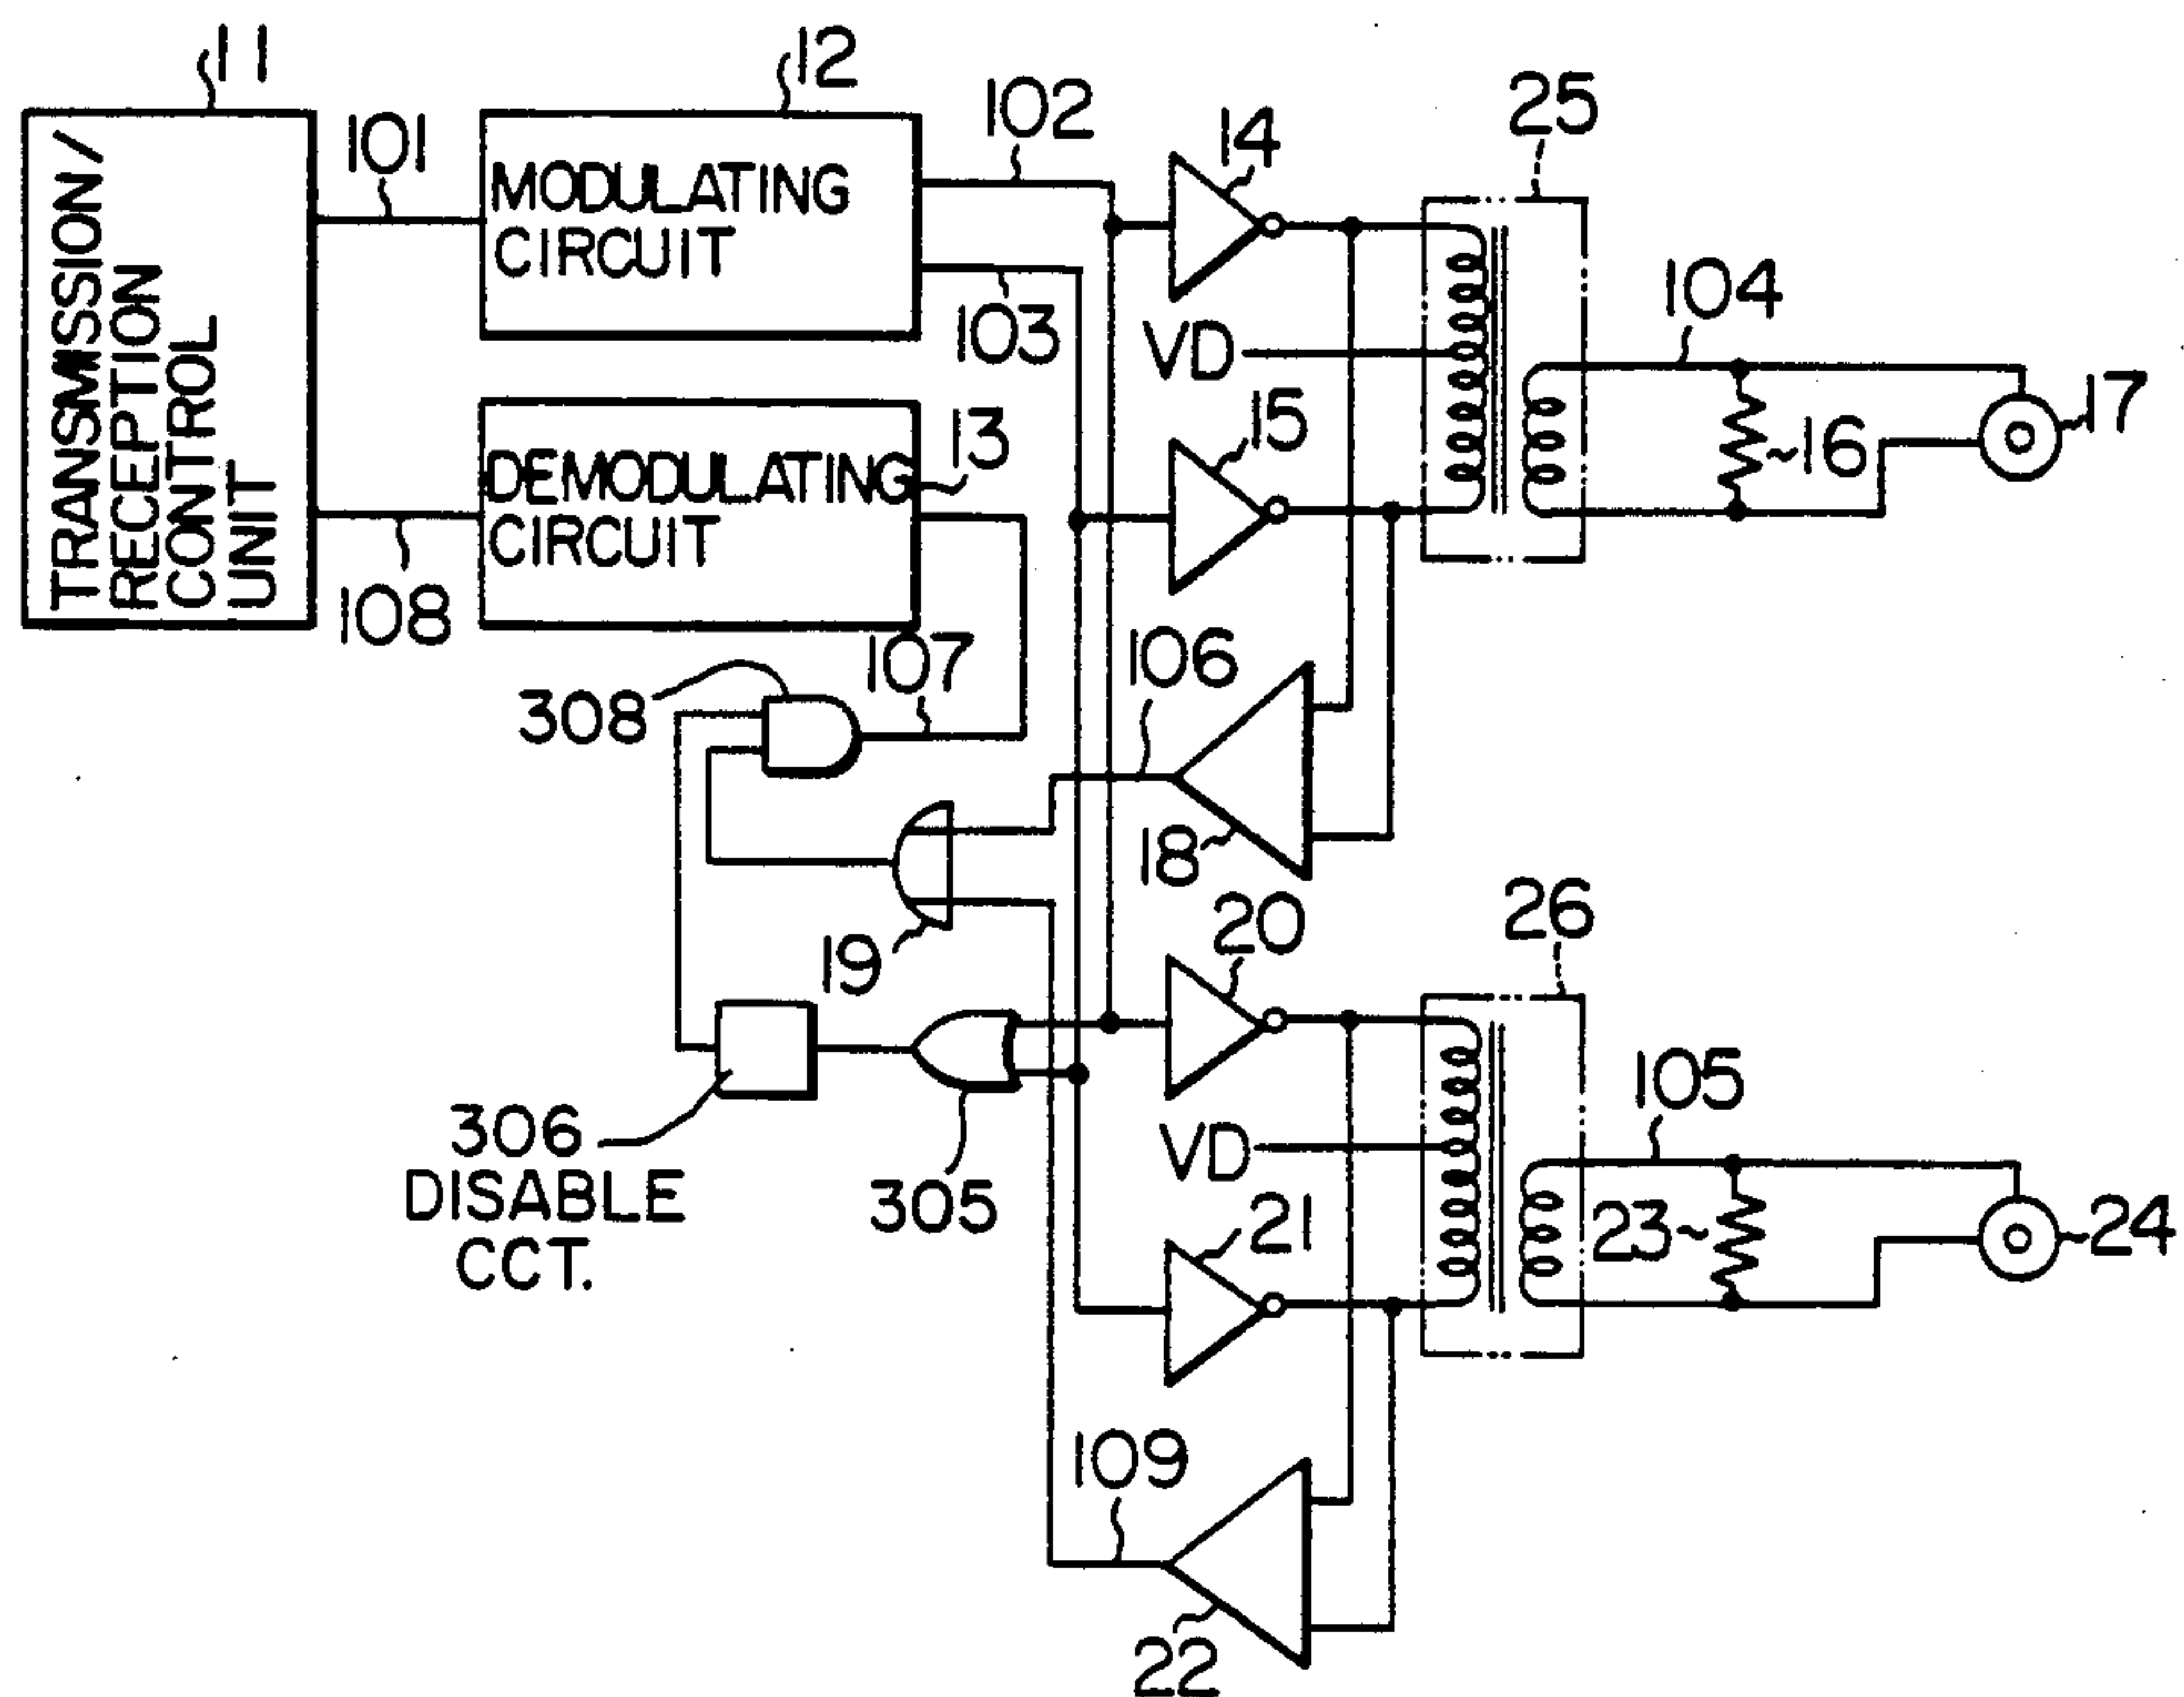 11
12
102
14
25
101
TRANSMISSION/
RECEPTION
CONTROL
UNIT
MODULATING
CIRCUIT
103
VD
104
15
13
DEMODULATING
CIRCUIT
16
17
108
107
106
308
18
19
20
26
306
DISABLE
CCT.
305
VD
105
21
23
24
109
22